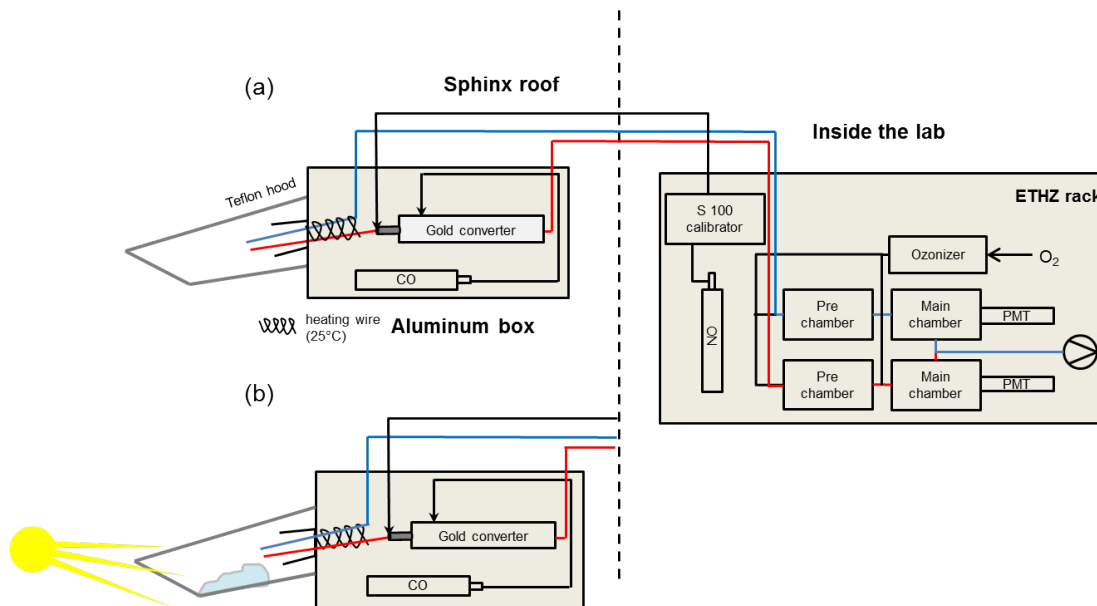 (a)
Sphinx roof
Inside the lab
Teflon hood
ETHZ rack
S 100
calibrator
Gold converter
Ozonizer
O₂
CO
NO
Pre
chamber
Main
chamber
PMT
heating wire
(25°C)
Aluminum box
Pre
chamber
Main
chamber
PMT
(b)
Gold converter
CO